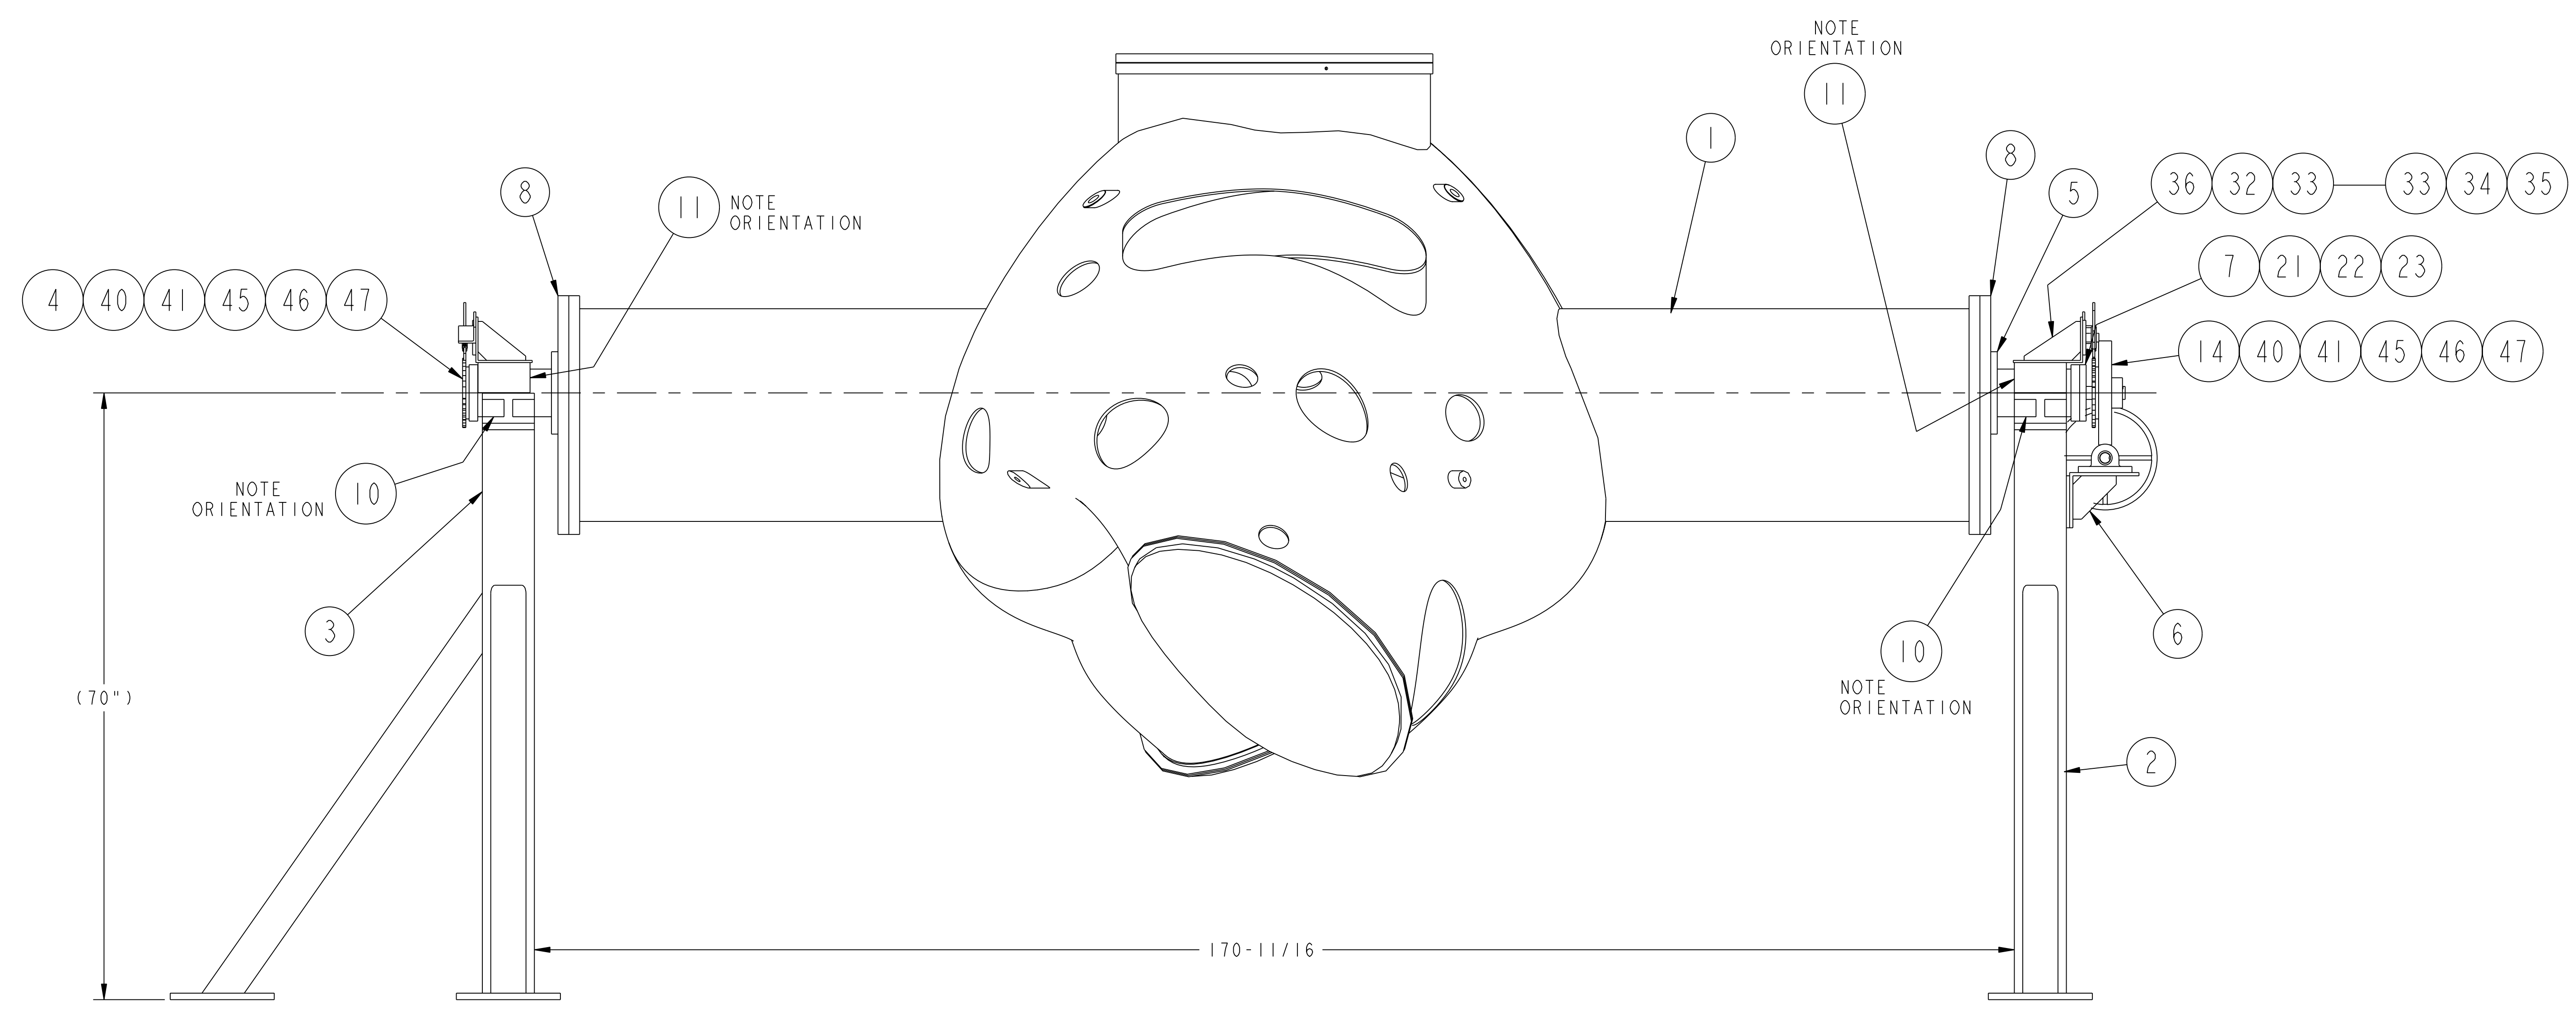 NOTE
ORIENTATION
11
1
8
5
36 32 33 33 34 35
8
11 NOTE
ORIENTATION
7 21 22 23
4 40 41 45 46 47
14 40 41 45 46 47
NOTE
ORIENTATION
10
3
6
10
NOTE
ORIENTATION
(70")
2
170-11/16